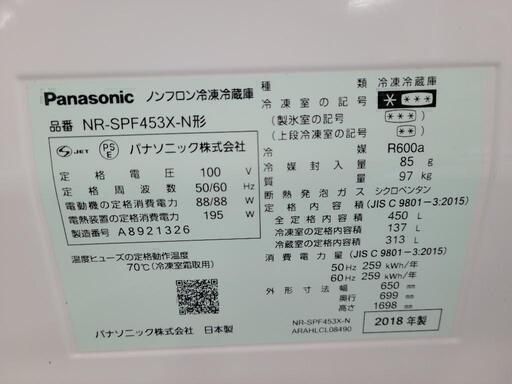 Panasonic ノンフロン冷凍冷蔵庫
品番 NR-SPF453X-N形
S JET PSE パナソニック株式会社
定格電圧 100 V
定格周波数 50/60 Hz
電動機の定格消費電力 88/88 W
電熱装置の定格消費電力 195 W
製造番号 A8921326
温度ヒューズの定格動作温度
70℃(冷凍室霜取用)
パナソニック株式会社 日本製
種類 冷凍冷蔵庫
冷凍室の記号 * ***
(製氷室の記号 ** )
(上段冷凍室の記号 ** )
冷媒 R600a
冷媒封入量 85 g
質量 97 kg
断熱発泡ガス シクロペンタン
定格内容積 (JIS C 9801-3:2015)
全定格内容積 450 L
冷凍室の定格内容積 137 L
冷蔵室の定格内容積 313 L
消費電力量 (JIS C 9801-3:2015)
50 Hz 259 kWh/年
60 Hz 259 kWh/年
外形寸法 幅 650 mm
奥行 699 mm
高さ 1698 mm
NR-SPF453X-N
ARAHLCL08490
2018 年製